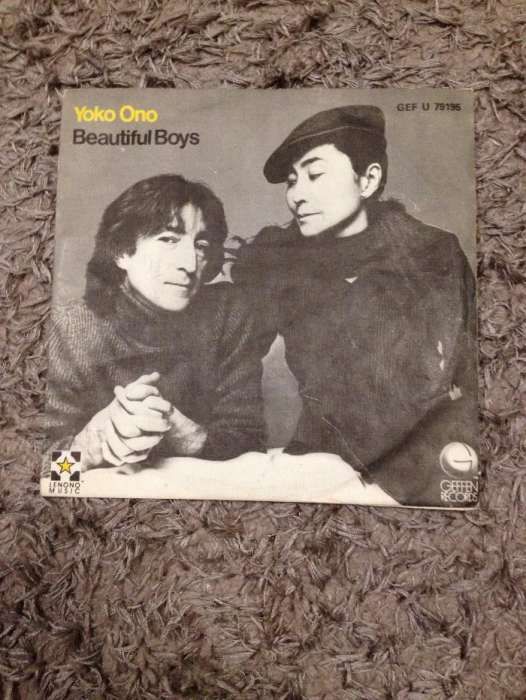 Yoko Ono
GEF U 79195
Beautiful Boys
LENONO
MUSIC
GEFFEN
RECORDS